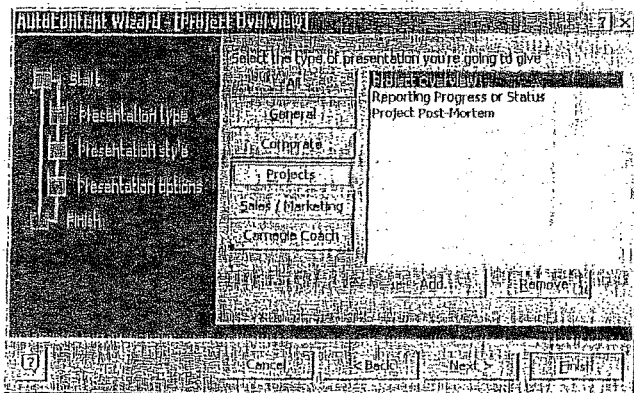 AutoContent Wizard - [Project Overview]
Select the type of presentation you're going to give
Start
Presentation type
Presentation style
Presentation options
Finish
All
General
Corporate
Projects
Sales / Marketing
Carnegie Coach
Project Overview
Reporting Progress or Status
Project Post-Mortem
Add...
Remove
Cancel
< Back
Next >
Finish